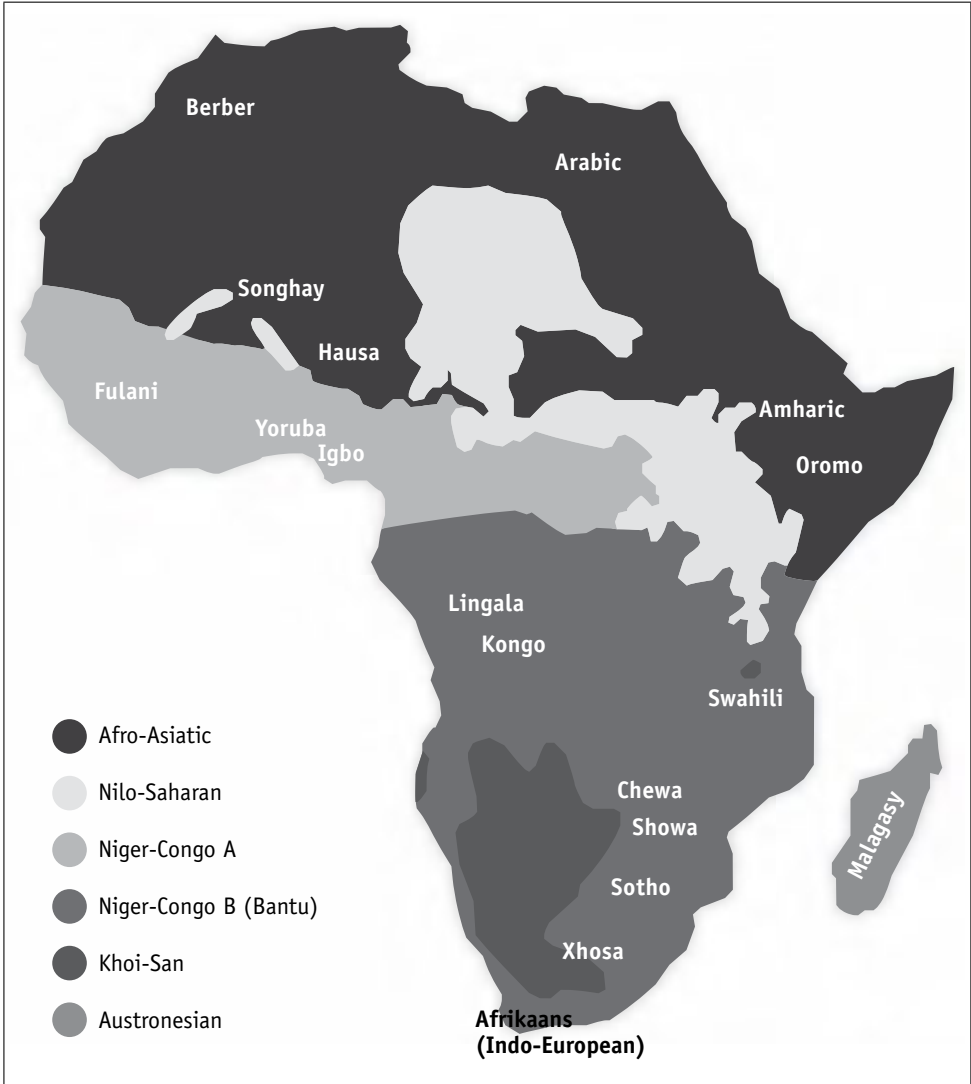 Berber
Arabic
Songhay
Hausa
Fulani
Yoruba
Igbo
Amharic
Oromo
Lingala
Kongo
Swahili
Chewa
Showa
Sotho
Xhosa
Malagasy
Afrikaans
(Indo-European)
Afro-Asiatic
Nilo-Saharan
Niger-Congo A
Niger-Congo B (Bantu)
Khoi-San
Austronesian